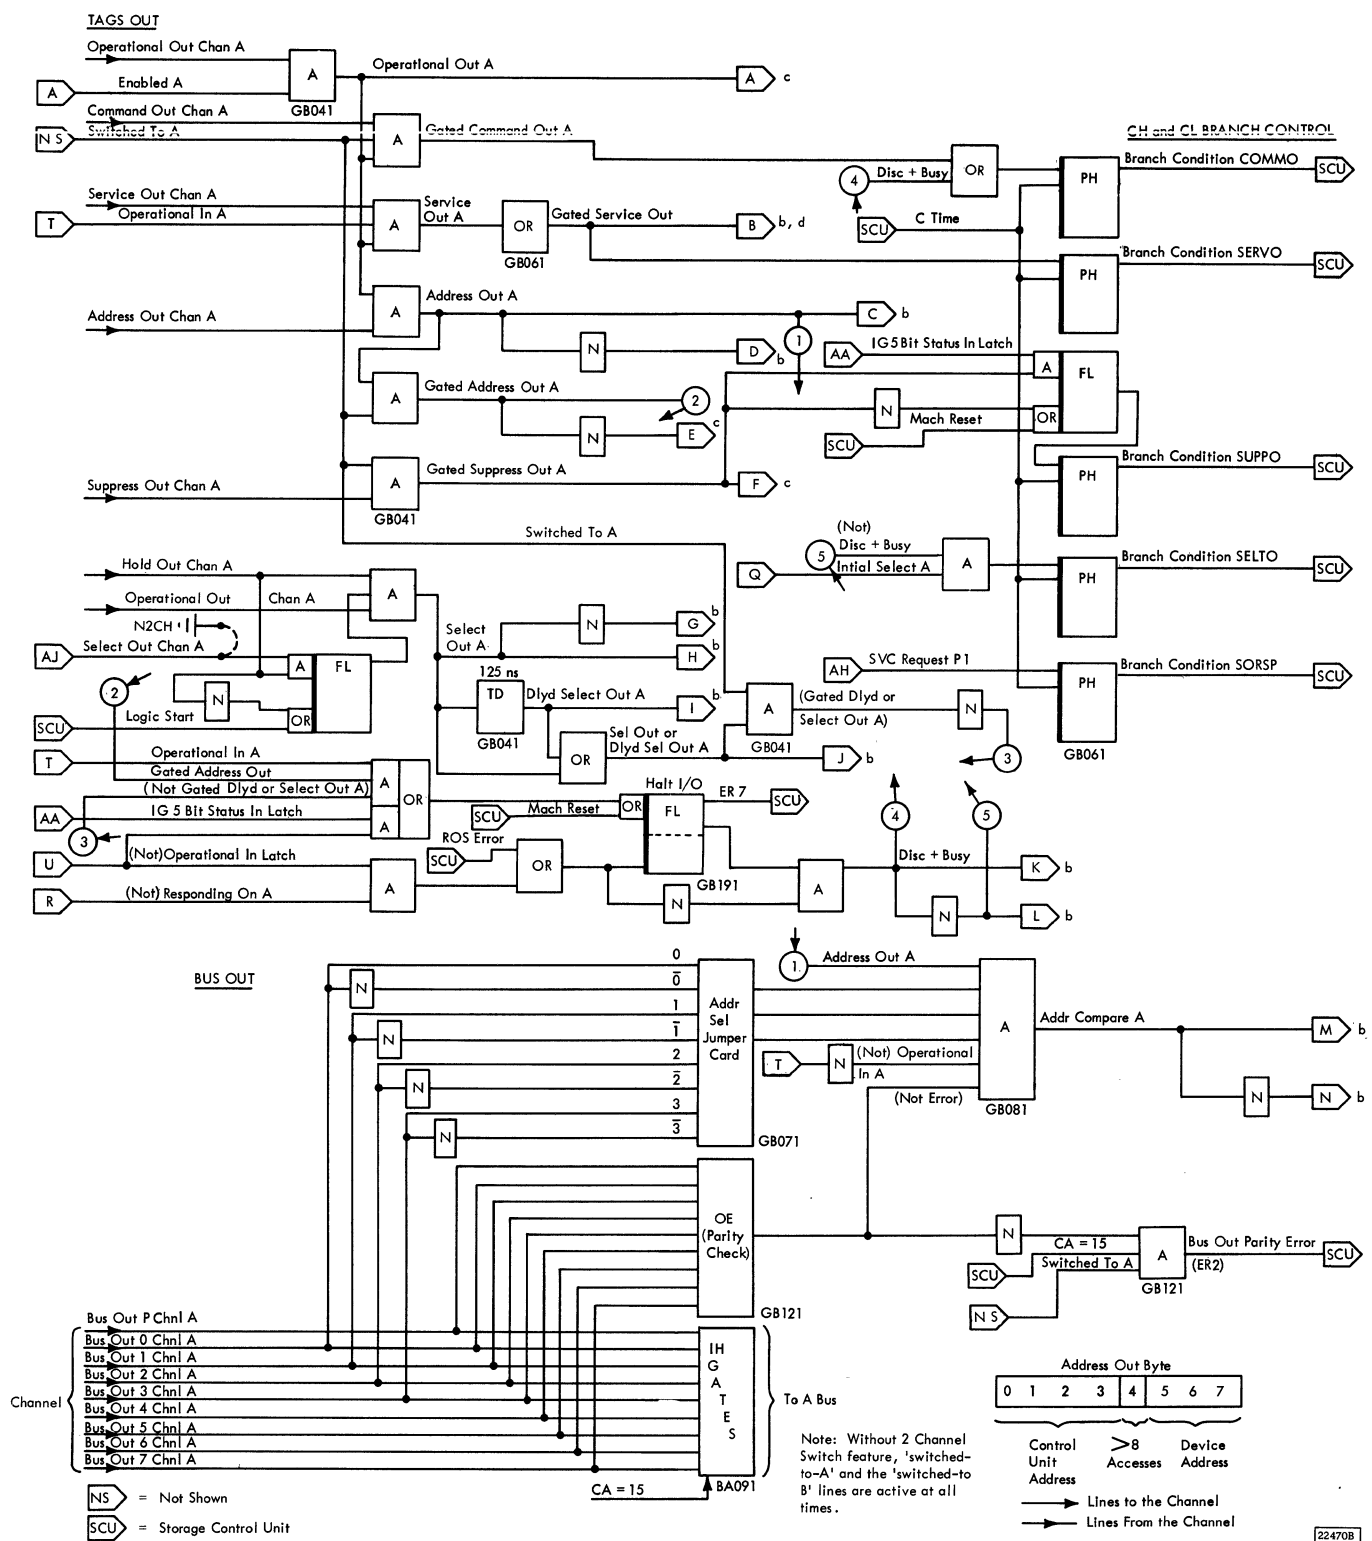 TAGS OUT
Operational Out Chan A
A
Operational Out A
A
c
A
Enabled A
GB041
Command Out Chan A
NS
Switched To A
A
Gated Command Out A
CH and CL BRANCH CONTROL
OR
PH
Branch Condition COMMO
SCU
4
Disc + Busy
Service Out Chan A
T
Operational In A
A
Service
Out A
OR
Gated Service Out
B
b, d
SCU
C Time
GB061
Branch Condition SERVO
SCU
PH
Address Out A
A
Address Out Chan A
C
b
1
N
D
b
AA
IG5Bit Status In Latch
A
FL
Gated Address Out A
A
2
N
E
c
N
Mach Reset
OR
SCU
Gated Suppress Out A
A
F
c
Suppress Out Chan A
GB041
Branch Condition SUPPO
SCU
PH
Switched To A
(Not)
5
Disc + Busy
A
Q
Intial Select A
Branch Condition SELTO
SCU
PH
Hold Out Chan A
A
Operational Out Chan A
N2CH
AJ
Select Out Chan A
Select
Out A
N
G
b
H
b
A
FL
N
OR
AH
SVC Request P1
Branch Condition SORSP
SCU
PH
GB061
2
125 ns
TD
Dlyd Select Out A
I
b
GB041
SCU
Logic Start
A
(Gated Dlyd or
Select Out A)
N
GB041
3
OR
Sel Out or
Dlyd Sel Out A
J
b
T
Operational In A
Gated Address Out
(Not Gated Dlyd or Select Out A)
A
OR
AA
IG 5 Bit Status In Latch
A
3
Halt I/O
OR
FL
ER 7
SCU
SCU
Mach Reset
ROS Error
SCU
OR
4
5
U
(Not)Operational In Latch
A
R
(Not) Responding On A
GB191
N
A
Disc + Busy
K
b
N
L
b
BUS OUT
1
Address Out A
0
N
0̅
1
N
1̅
2
N
2̅
3
N
3̅
Addr
Sel
Jumper
Card
GB071
A
Addr Compare A
M
b
T
N
(Not) Operational
In A
(Not Error)
GB081
N
N
b
OE
(Parity
Check)
GB121
N
CA = 15
SCU
Switched To A
NS
A
Bus Out Parity Error
(ER2)
SCU
GB121
Channel
Bus Out P Chnl A
Bus Out 0 Chnl A
Bus Out 1 Chnl A
Bus Out 2 Chnl A
Bus Out 3 Chnl A
Bus Out 4 Chnl A
Bus Out 5 Chnl A
Bus Out 6 Chnl A
Bus Out 7 Chnl A
IH
G
A
T
E
S
To A Bus
CA = 15
BA091
Address Out Byte
0 1 2 3 4 5 6 7
Control
Unit
Address
>8
Accesses
Device
Address
Note: Without 2 Channel
Switch feature, 'switched-
to-A' and the 'switched-to
B' lines are active at all
times.
Lines to the Channel
Lines From the Channel
NS = Not Shown
SCU = Storage Control Unit
22470B